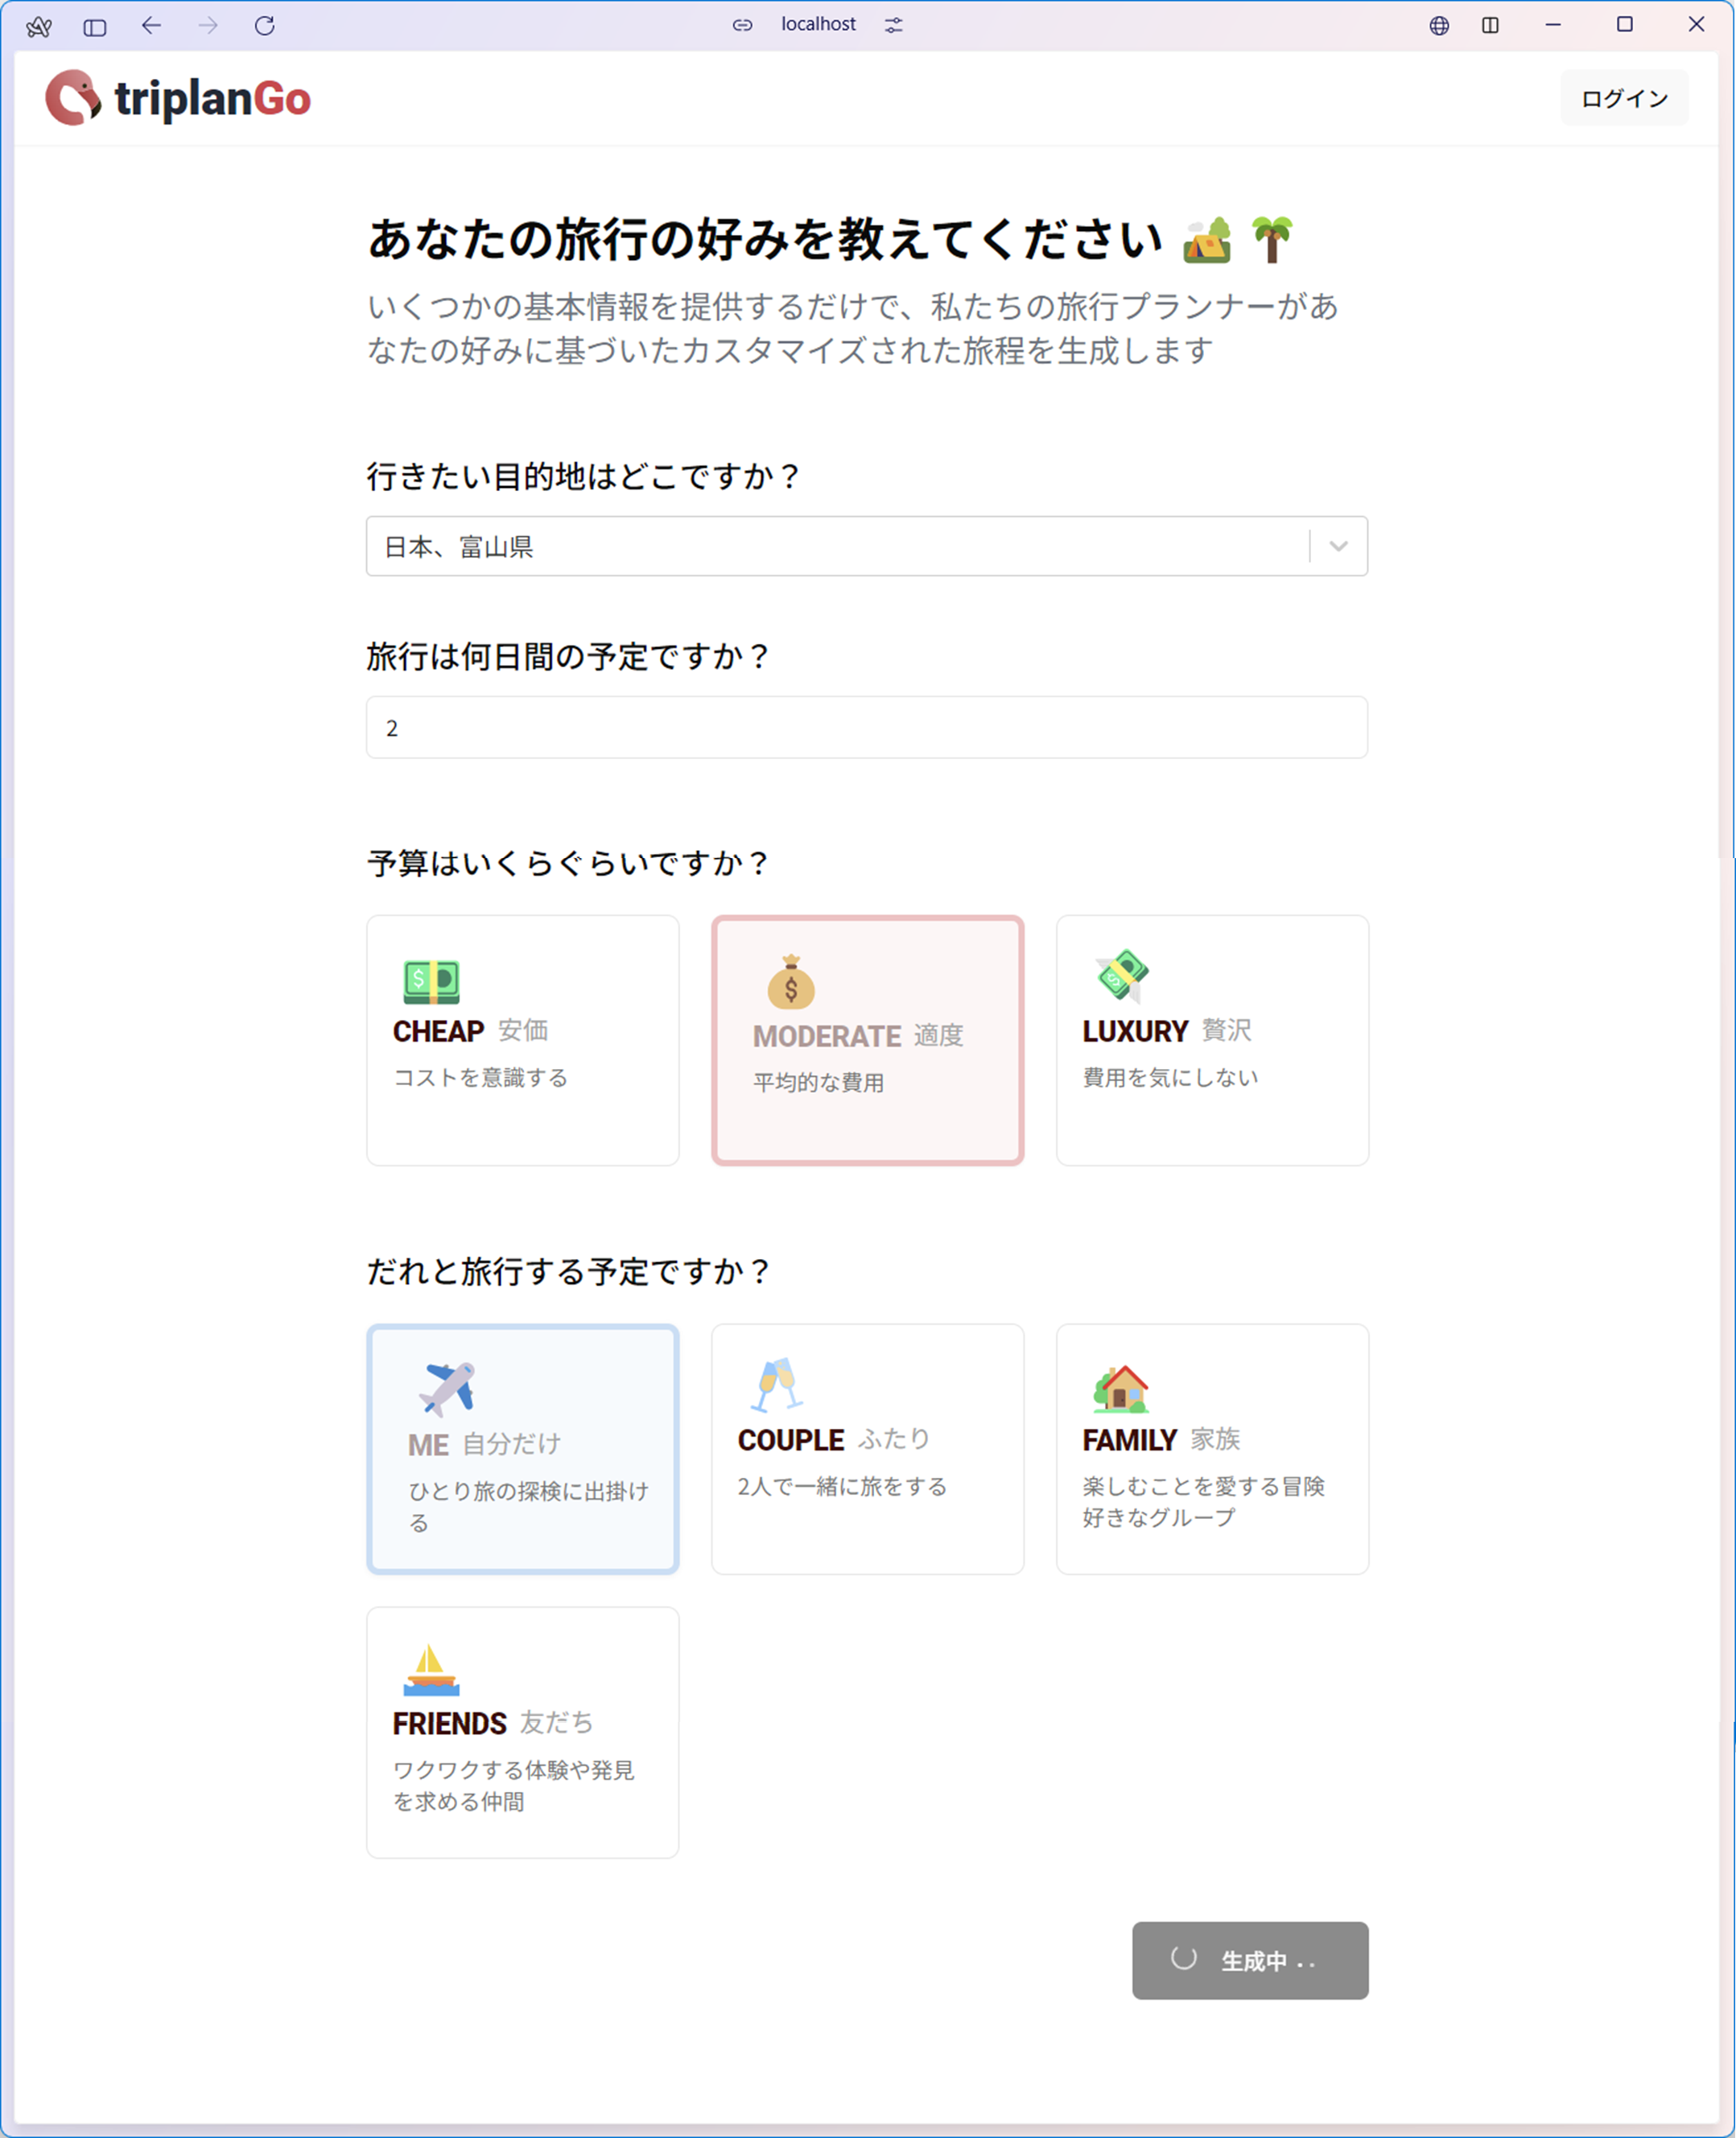 localhost
triplanGo
ログイン
あなたの旅行の好みを教えてください 🏕️ 🌴
いくつかの基本情報を提供するだけで、私たちの旅行プランナーがあ
なたの好みに基づいたカスタマイズされた旅程を生成します
行きたい目的地はどこですか？
日本、富山県
旅行は何日間の予定ですか？
2
予算はいくらぐらいですか？
CHEAP 安価
コストを意識する
MODERATE 適度
平均的な費用
LUXURY 贅沢
費用を気にしない
だれと旅行する予定ですか？
ME 自分だけ
ひとり旅の探検に出掛け
る
COUPLE ふたり
2人で一緒に旅をする
FAMILY 家族
楽しむことを愛する冒険
好きなグループ
FRIENDS 友だち
ワクワクする体験や発見
を求める仲間
生成中 . .